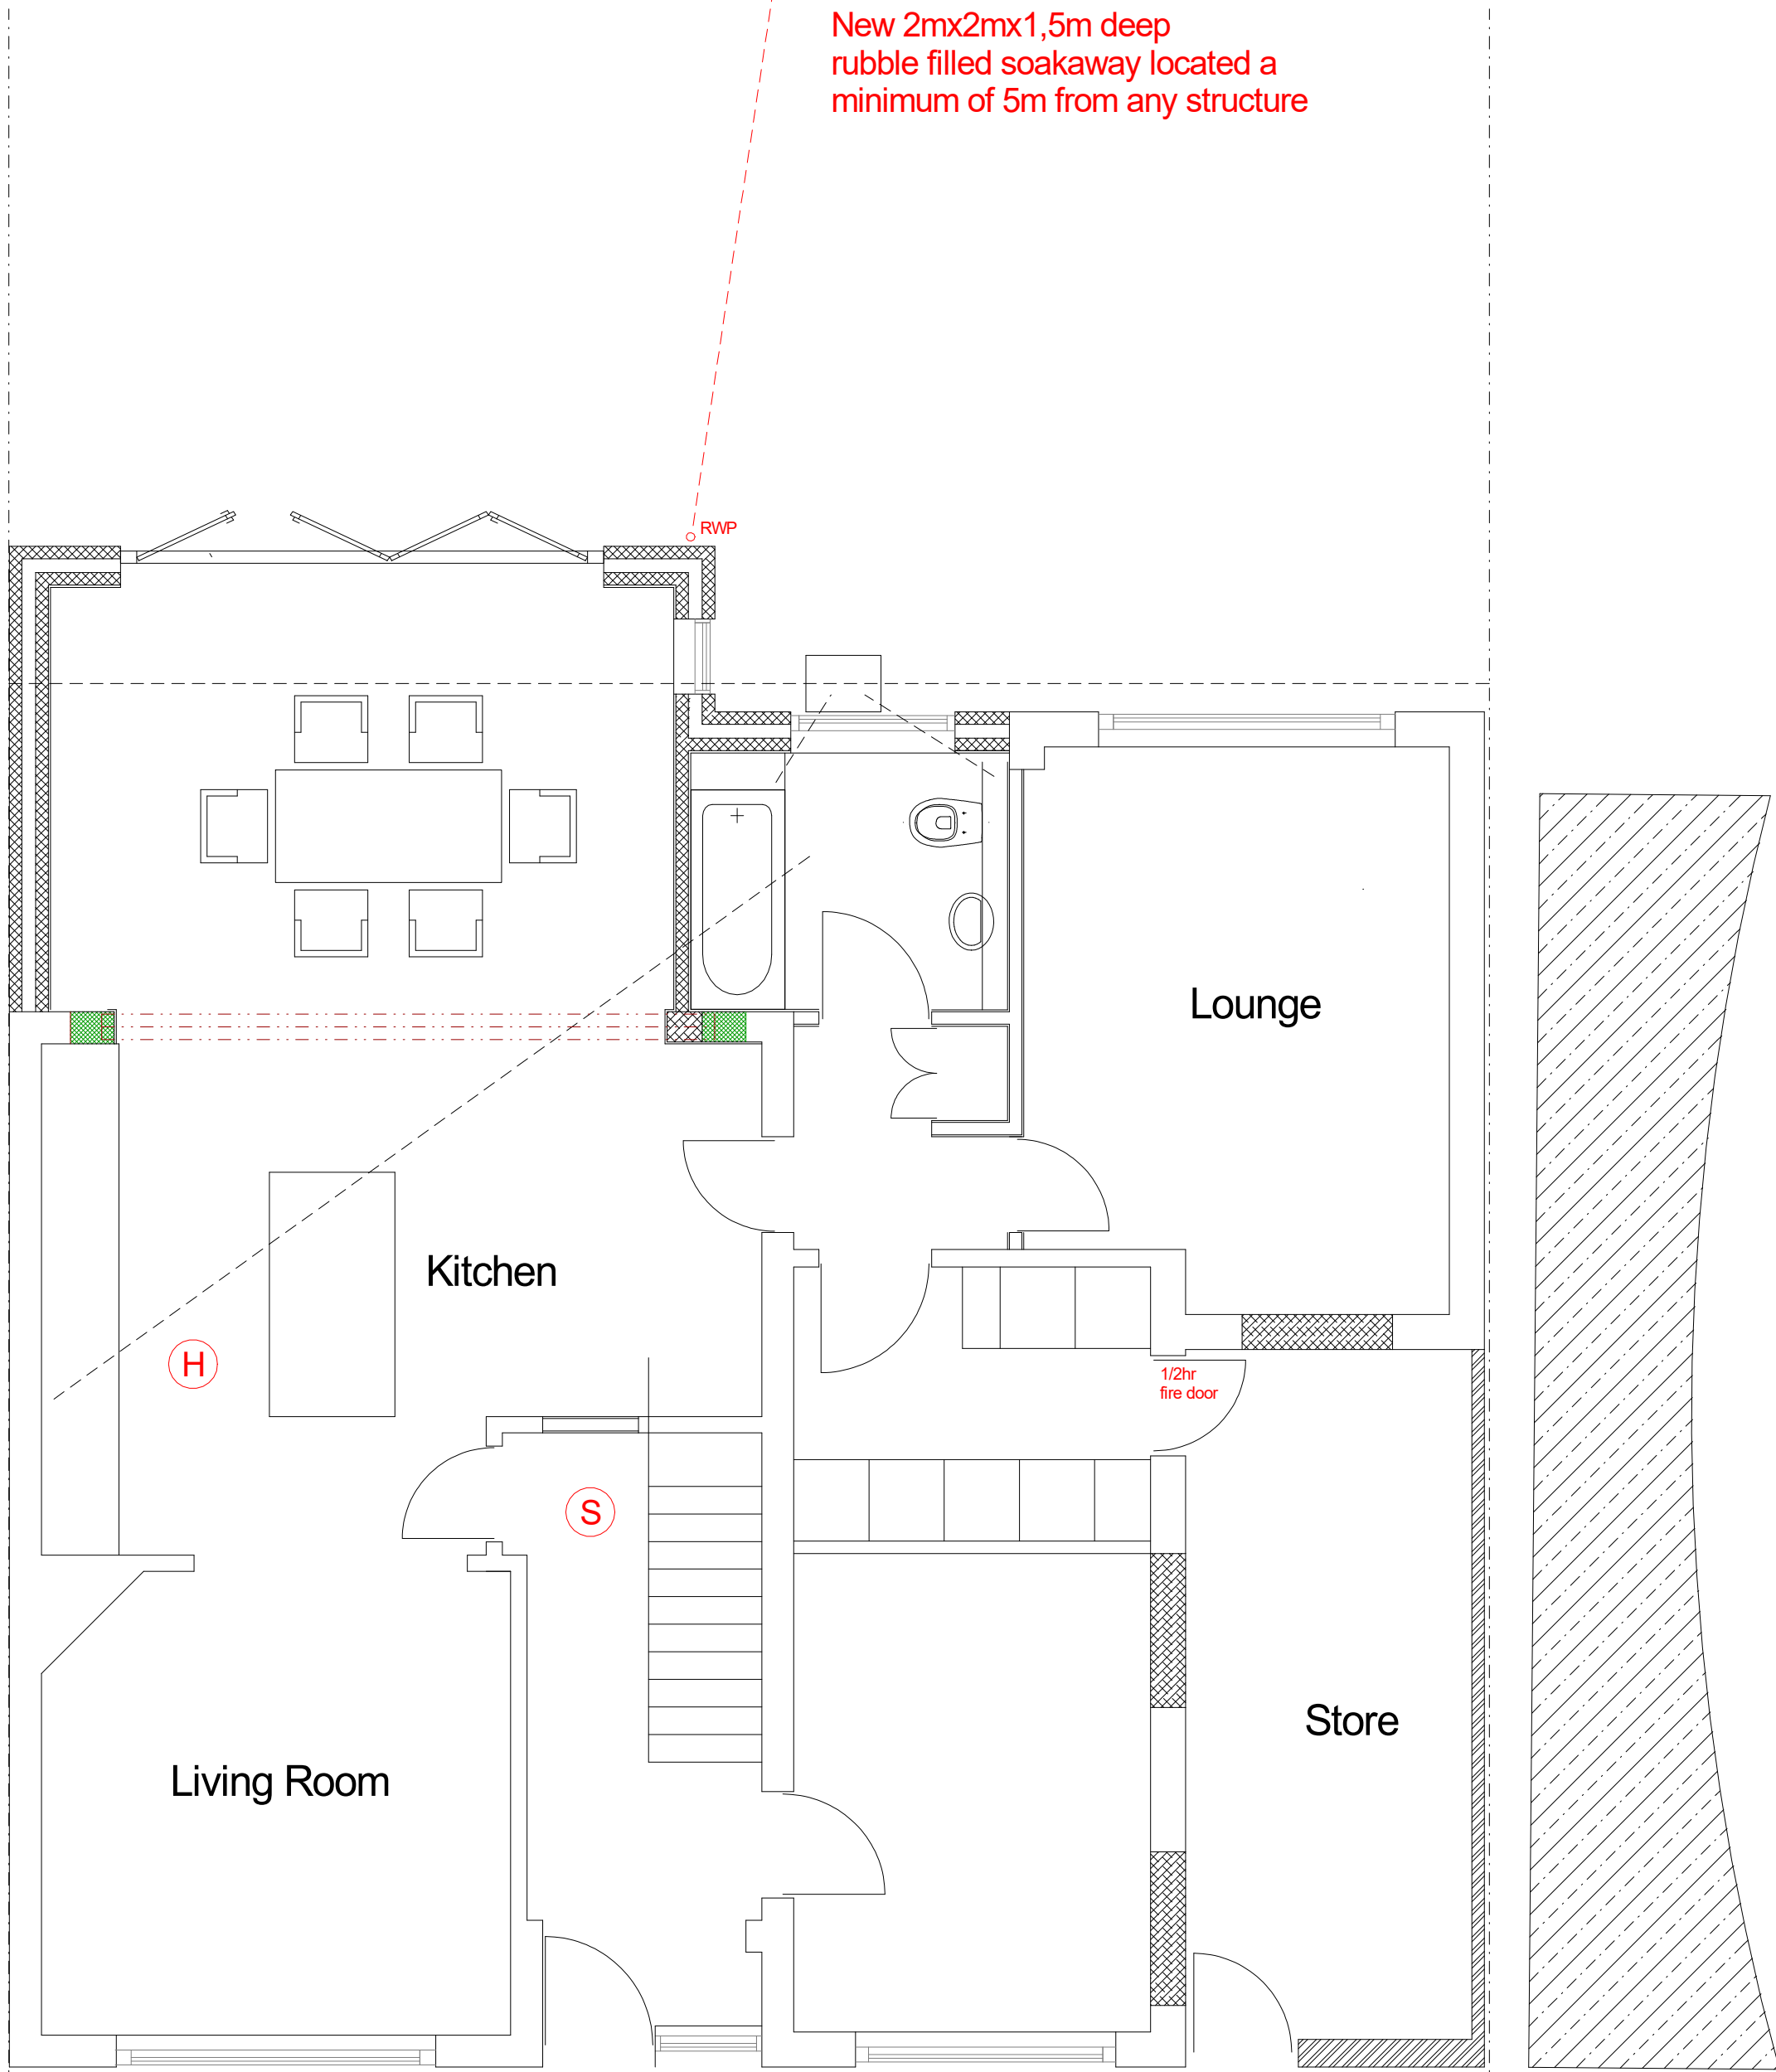 New 2mx2mx1,5m deep
rubble filled soakaway located a
minimum of 5m from any structure
RWP
Lounge
Kitchen
H
1/2hr
fire door
S
Store
Living Room